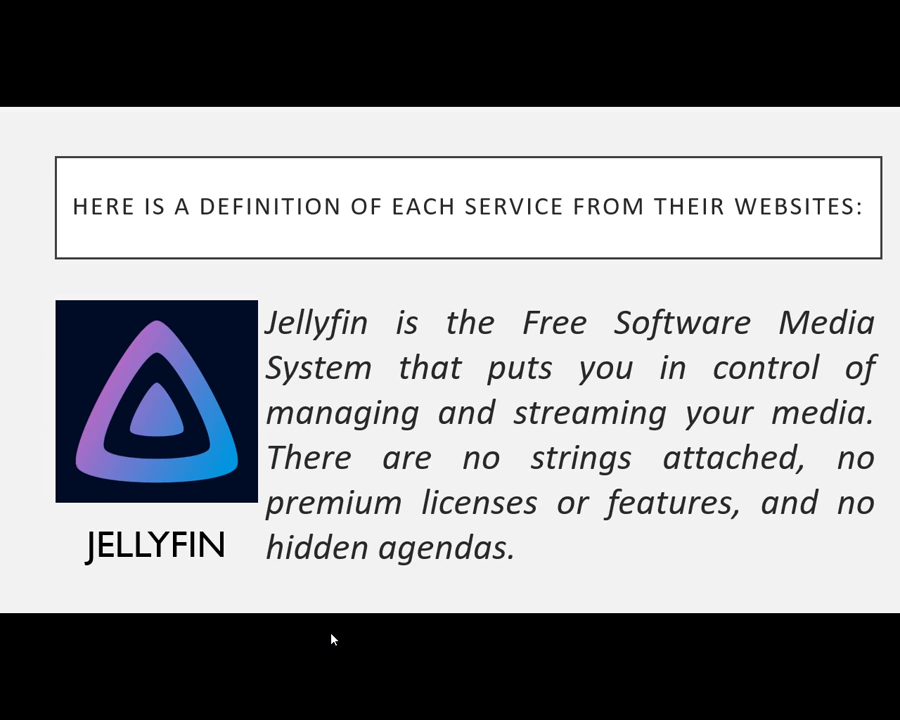 HERE IS A DEFINITION OF EACH SERVICE FROM THEIR WEBSITES:
Jellyfin is the Free Software Media
System that puts you in control of
managing and streaming your media.
There are no strings attached, no
premium licenses or features, and no
hidden agendas.
JELLYFIN